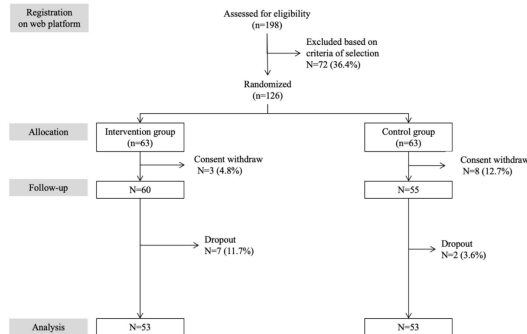 Registration
on web platform
Assessed for eligibility
(n=198)
Excluded based on
criteria of selection
N=72 (36.4%)
Randomized
(n=126)
Allocation
Intervention group
(n=63)
Control group
(n=63)
Consent withdraw
N=3 (4.8%)
Consent withdraw
N=8 (12.7%)
Follow-up
N=60
N=55
Dropout
N=7 (11.7%)
Dropout
N=2 (3.6%)
Analysis
N=53
N=53